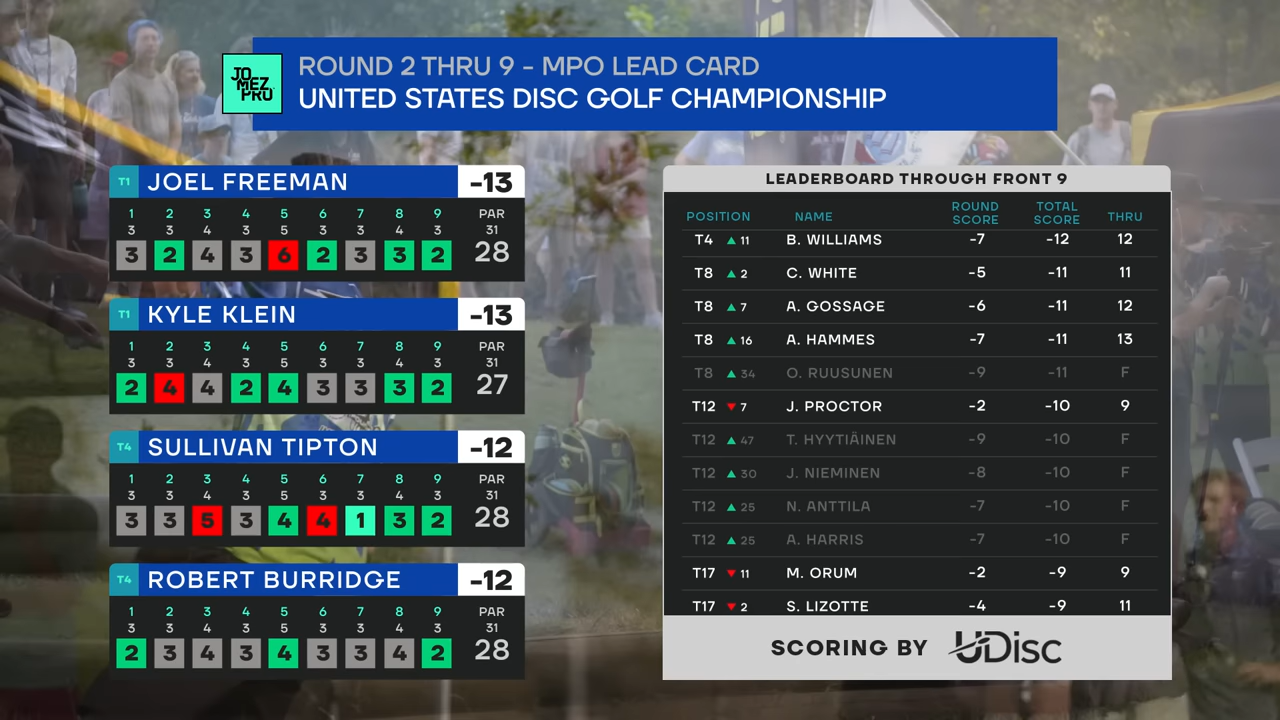 JO
MEZ
PRO
ROUND 2 THRU 9 - MPO LEAD CARD
UNITED STATES DISC GOLF CHAMPIONSHIP
T1 JOEL FREEMAN -13
1 2 3 4 5 6 7 8 9 PAR
3 3 4 3 5 3 3 4 3 31
3 2 4 3 6 2 3 3 2 28
T1 KYLE KLEIN -13
1 2 3 4 5 6 7 8 9 PAR
3 3 4 3 5 3 3 4 3 31
2 4 4 2 4 3 3 3 2 27
T4 SULLIVAN TIPTON -12
1 2 3 4 5 6 7 8 9 PAR
3 3 4 3 5 3 3 4 3 31
3 3 5 3 4 4 1 3 2 28
T4 ROBERT BURRIDGE -12
1 2 3 4 5 6 7 8 9 PAR
3 3 4 3 5 3 3 4 3 31
2 3 4 3 4 3 3 4 2 28
LEADERBOARD THROUGH FRONT 9
POSITION NAME ROUND SCORE TOTAL SCORE THRU
T4 ▲ 11 B. WILLIAMS -7 -12 12
T8 ▲ 2 C. WHITE -5 -11 11
T8 ▲ 7 A. GOSSAGE -6 -11 12
T8 ▲ 16 A. HAMMES -7 -11 13
T8 ▲ 34 O. RUUSUNEN -9 -11 F
T12 ▼ 7 J. PROCTOR -2 -10 9
T12 ▲ 47 T. HYYTIÄINEN -9 -10 F
T12 ▲ 30 J. NIEMINEN -8 -10 F
T12 ▲ 25 N. ANTTILA -7 -10 F
T12 ▲ 25 A. HARRIS -7 -10 F
T17 ▼ 11 M. ORUM -2 -9 9
T17 ▼ 2 S. LIZOTTE -4 -9 11
SCORING BY UDisc